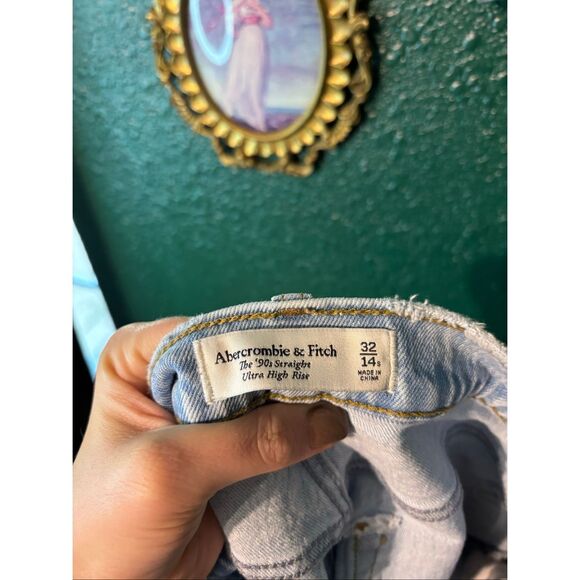 Abercrombie & Fitch
The '90s Straight
Ultra High Rise
32
14s
MADE IN
CHINA